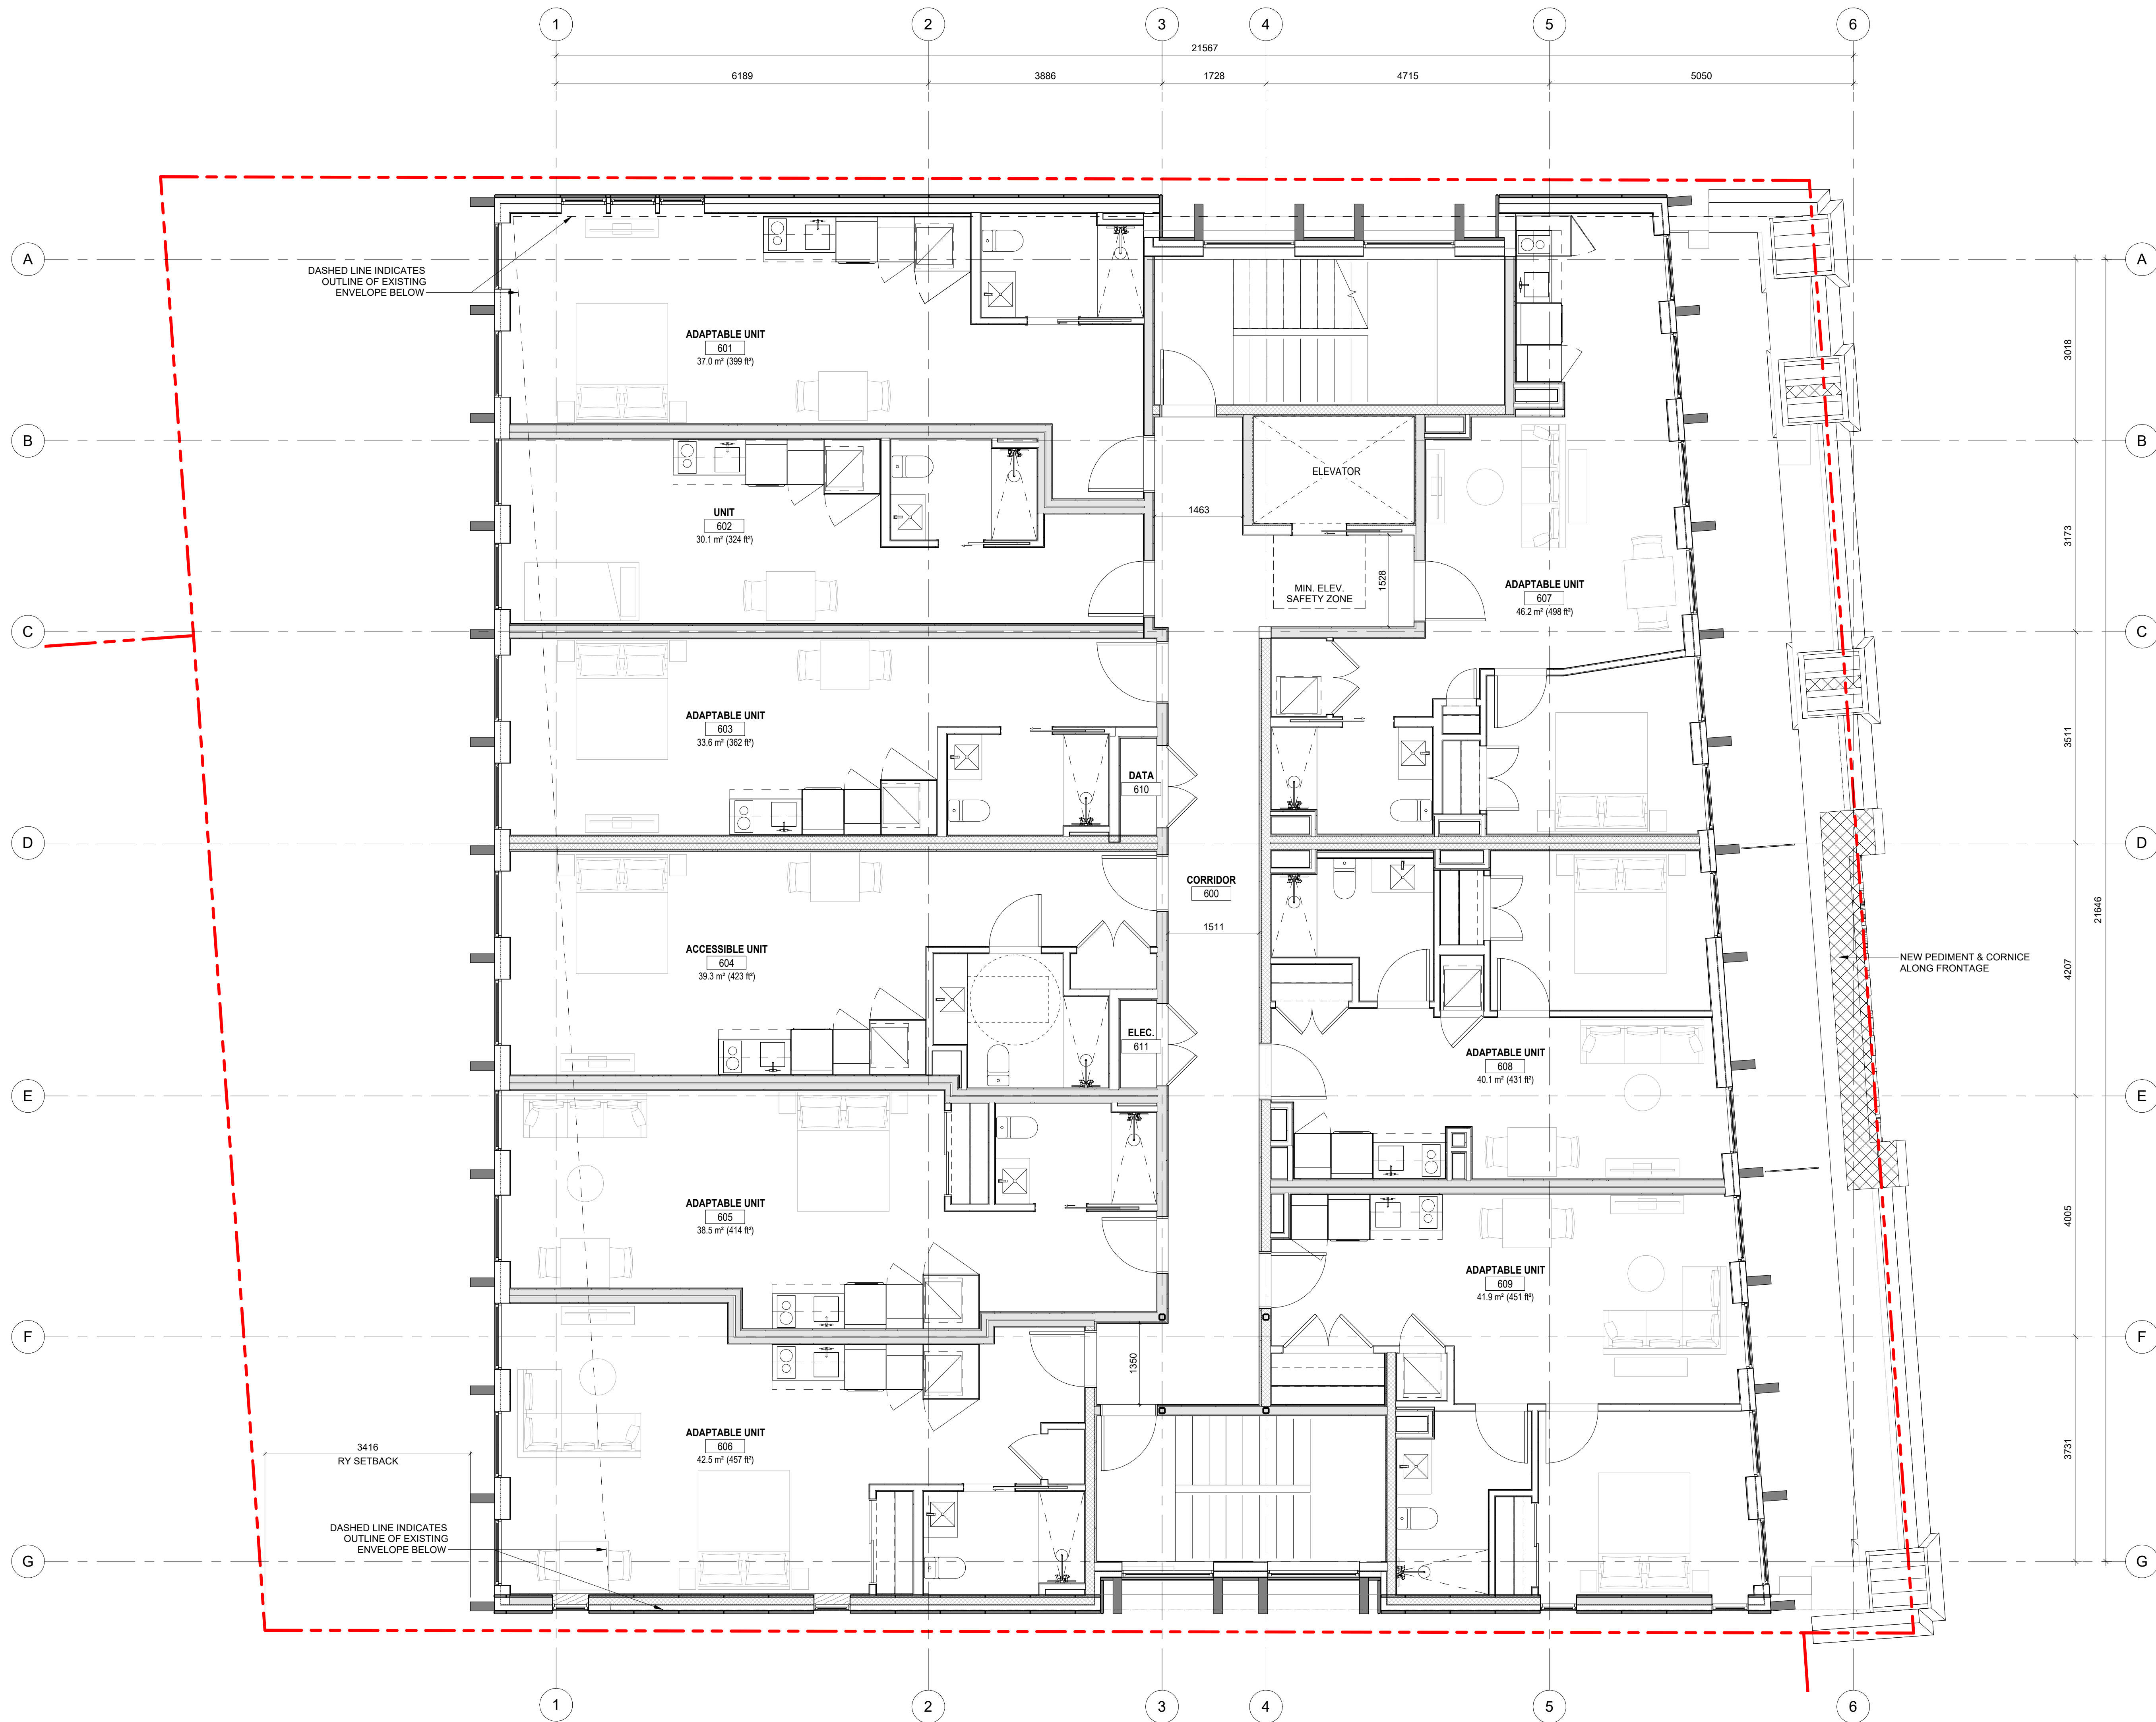 1
2
3
4
5
6
21567
6189
3886
1728
4715
5050
A
A
DASHED LINE INDICATES
OUTLINE OF EXISTING
ENVELOPE BELOW
ADAPTABLE UNIT
601
37.0 m² (399 ft²)
3018
B
B
ELEVATOR
UNIT
602
30.1 m² (324 ft²)
1463
3173
MIN. ELEV.
SAFETY ZONE
1528
ADAPTABLE UNIT
607
46.2 m² (498 ft²)
C
C
ADAPTABLE UNIT
603
33.6 m² (362 ft²)
DATA
610
3511
D
D
CORRIDOR
600
1511
21646
ACCESSIBLE UNIT
604
39.3 m² (423 ft²)
NEW PEDIMENT & CORNICE
ALONG FRONTAGE
4207
ELEC.
611
ADAPTABLE UNIT
608
40.1 m² (431 ft²)
E
E
ADAPTABLE UNIT
605
38.5 m² (414 ft²)
4005
ADAPTABLE UNIT
609
41.9 m² (451 ft²)
F
F
1350
ADAPTABLE UNIT
606
42.5 m² (457 ft²)
3416
RY SETBACK
3731
DASHED LINE INDICATES
OUTLINE OF EXISTING
ENVELOPE BELOW
G
G
1
2
3
4
5
6